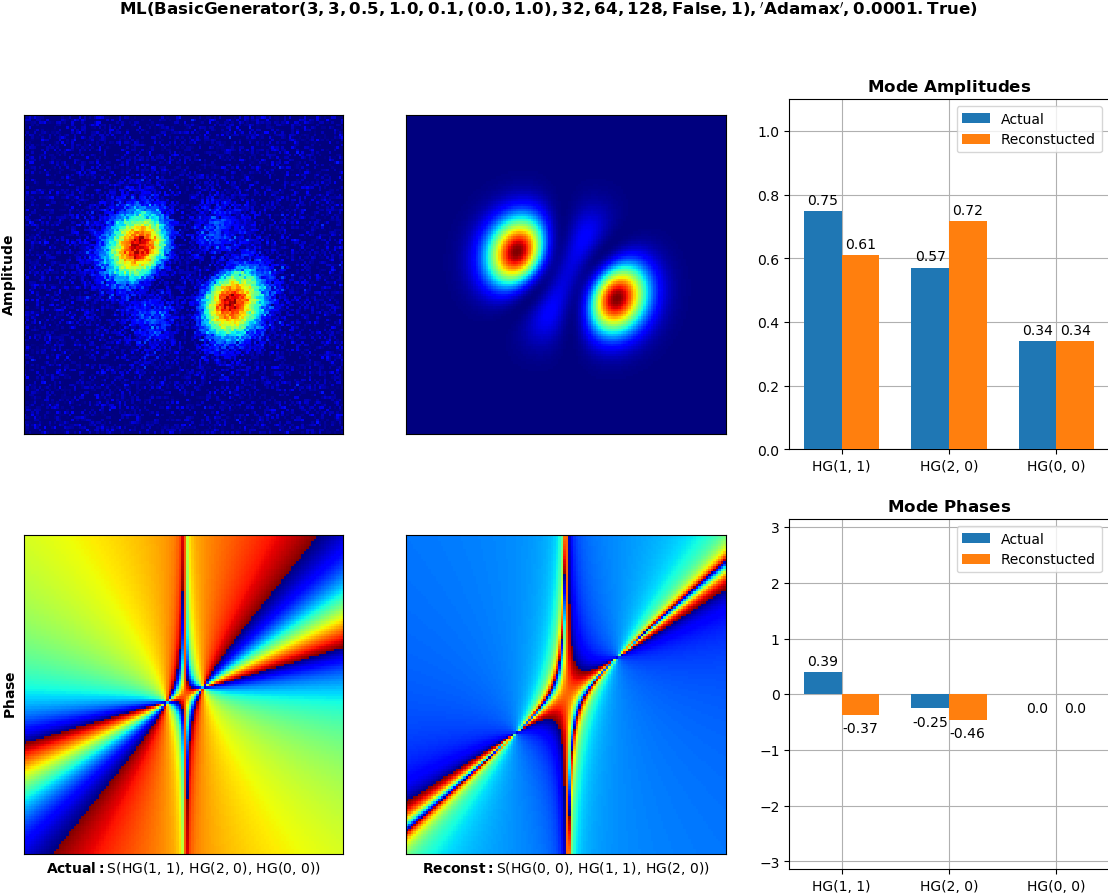 ML(BasicGenerator(3, 3, 0.5, 1.0, 0.1, (0.0, 1.0), 32, 64, 128, False, 1), 'Adamax', 0.0001. True)
Amplitude
Mode Amplitudes
Actual
Reconstucted
1.0
0.8
0.6
0.4
0.2
0.0
0.75
0.61
0.57
0.72
0.34
0.34
HG(1, 1)
HG(2, 0)
HG(0, 0)
Phase
Actual: S(HG(1, 1), HG(2, 0), HG(0, 0))
Reconst: S(HG(0, 0), HG(1, 1), HG(2, 0))
Mode Phases
Actual
Reconstucted
3
2
1
0
−1
−2
−3
0.39
-0.37
-0.25
-0.46
0.0
0.0
HG(1, 1)
HG(2, 0)
HG(0, 0)